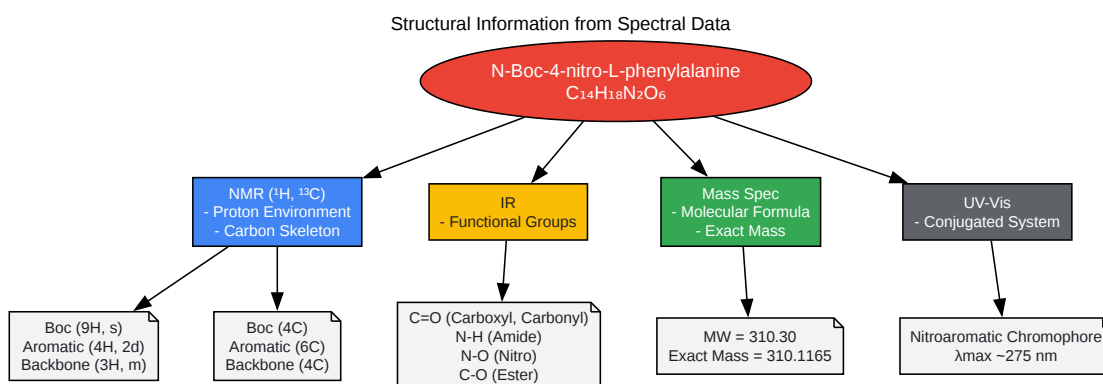 Structural Information from Spectral Data
N-Boc-4-nitro-L-phenylalanine
C₁₄H₁₈N₂O₆
NMR (¹H, ¹³C)
- Proton Environment
- Carbon Skeleton
IR
- Functional Groups
Mass Spec
- Molecular Formula
- Exact Mass
UV-Vis
- Conjugated System
Boc (9H, s)
Aromatic (4H, 2d)
Backbone (3H, m)
Boc (4C)
Aromatic (6C)
Backbone (4C)
C=O (Carboxyl, Carbonyl)
N-H (Amide)
N-O (Nitro)
C-O (Ester)
MW = 310.30
Exact Mass = 310.1165
Nitroaromatic Chromophore
λmax ~275 nm